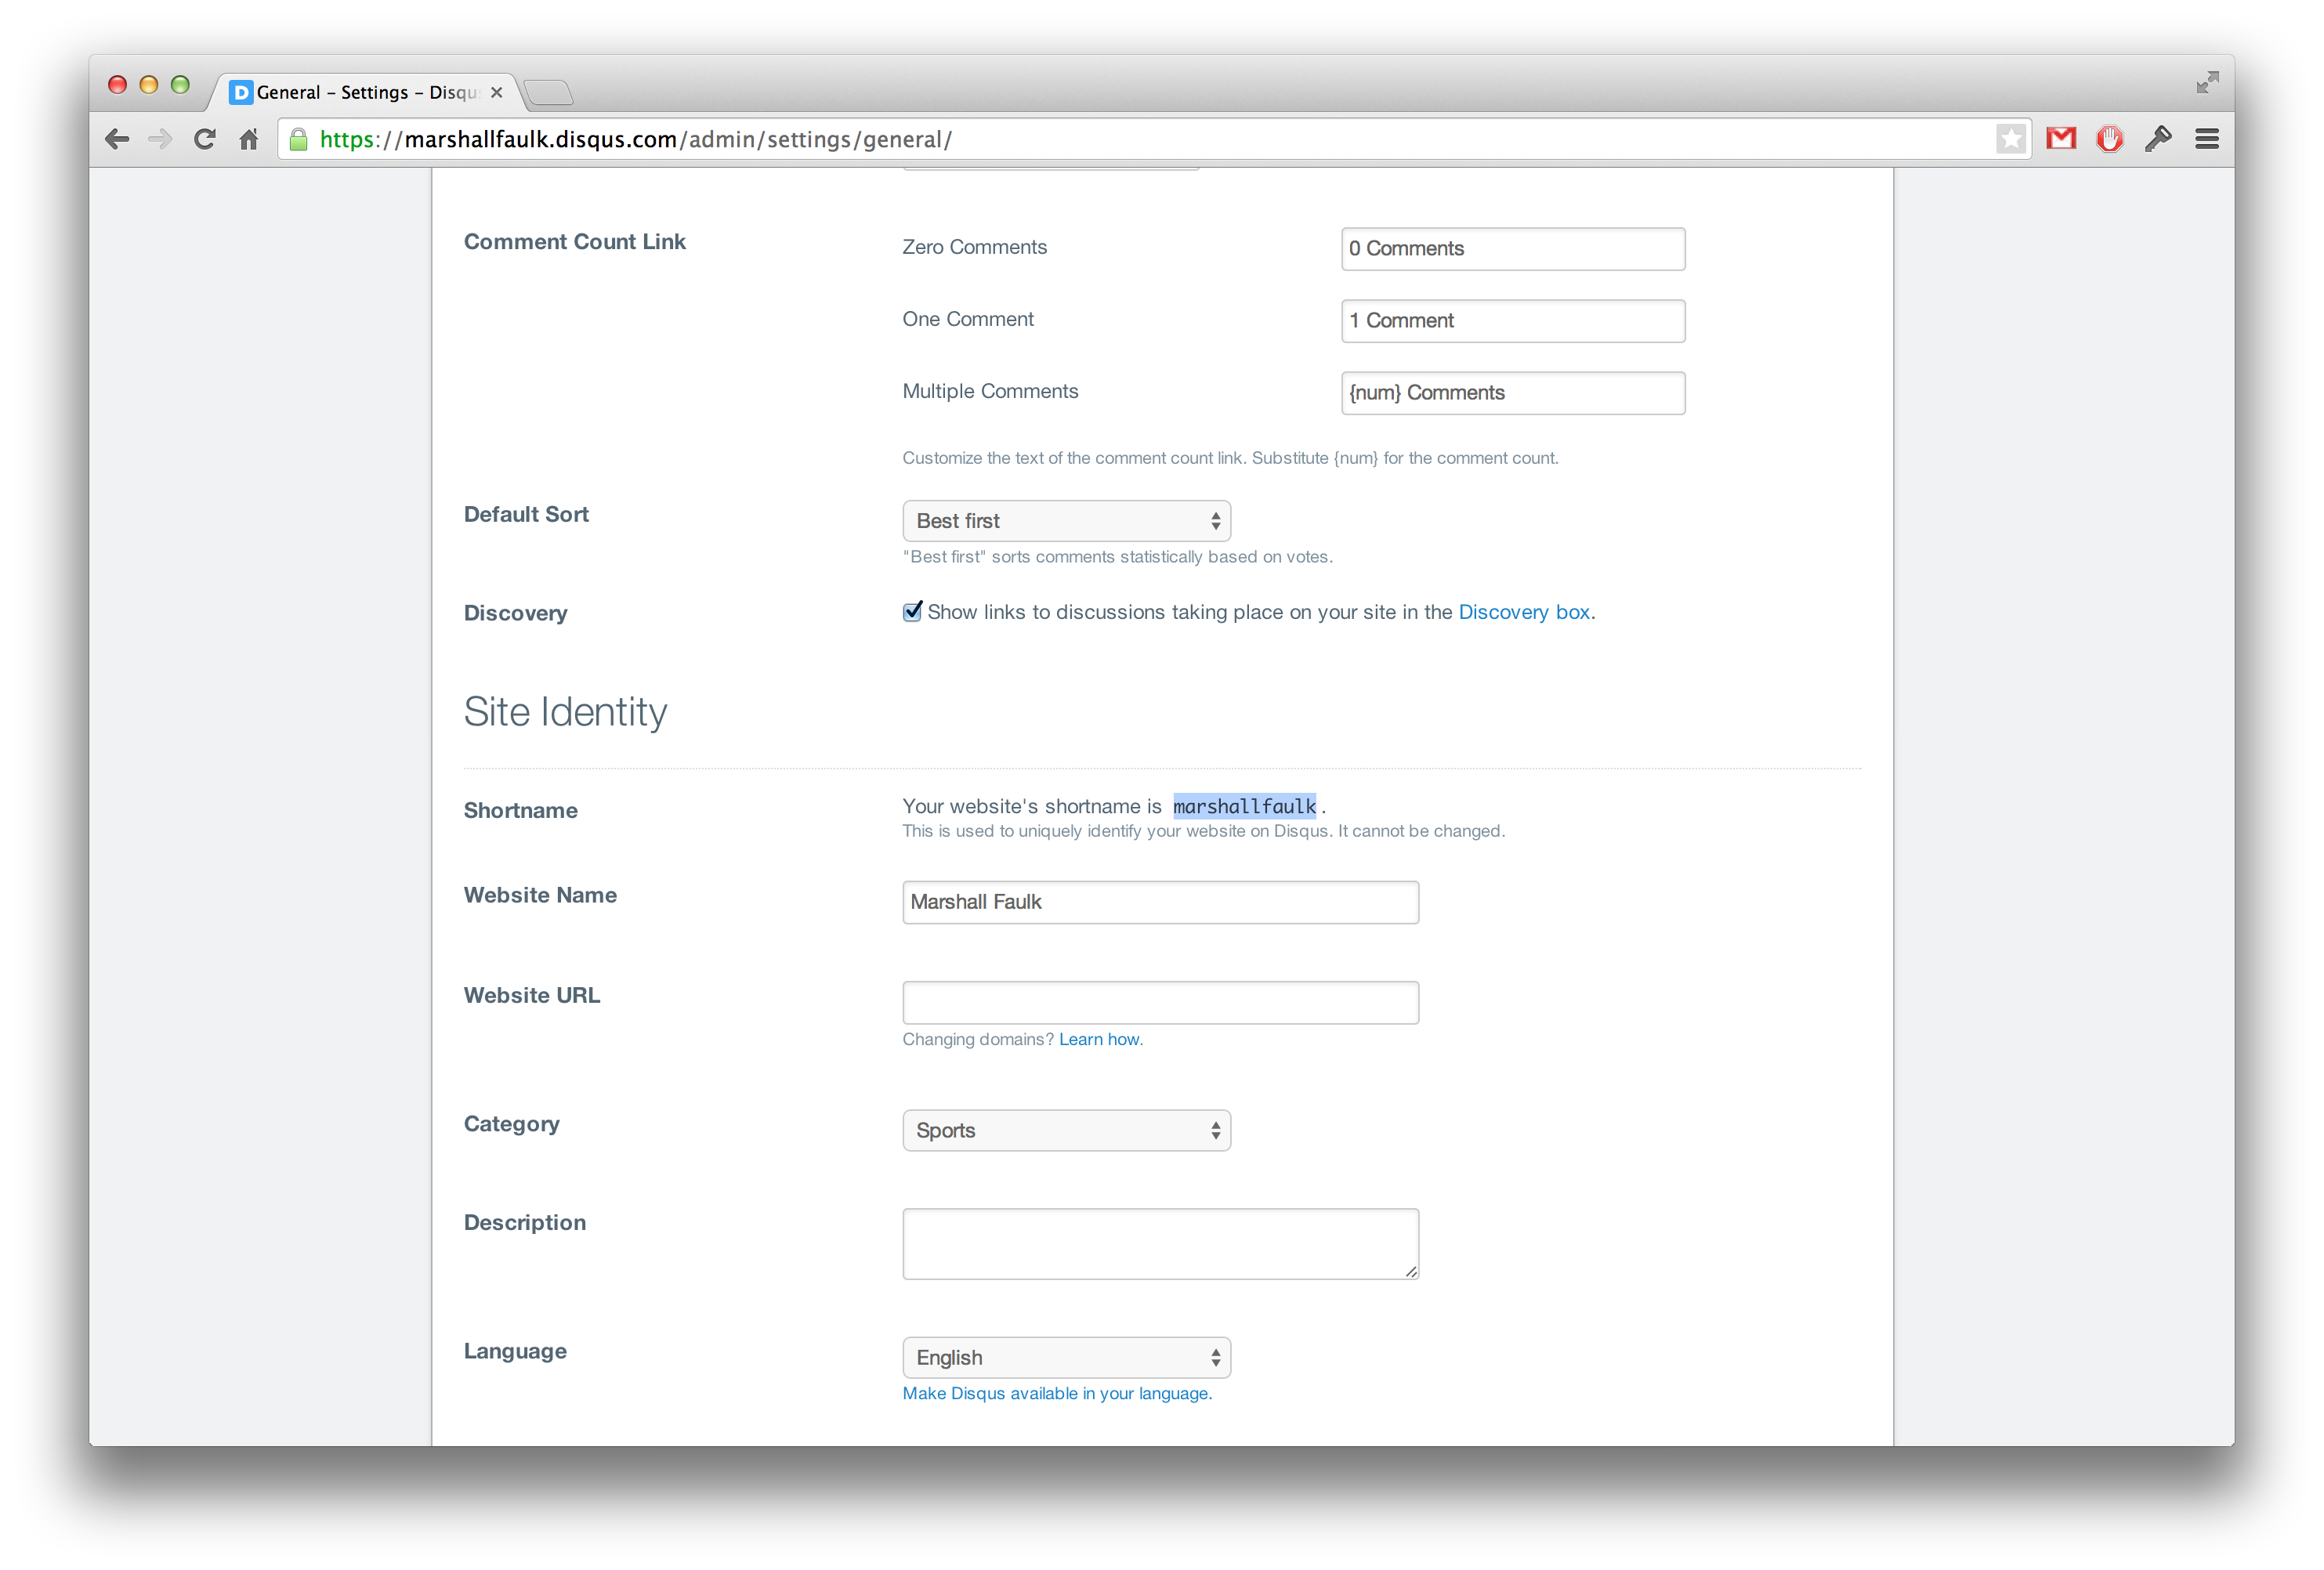 D General – Settings – Disqu
https://marshallfaulk.disqus.com/admin/settings/general/
Comment Count Link
Zero Comments
0 Comments
One Comment
1 Comment
Multiple Comments
{num} Comments
Customize the text of the comment count link. Substitute {num} for the comment count.
Default Sort
Best first
"Best first" sorts comments statistically based on votes.
Discovery
Show links to discussions taking place on your site in the Discovery box.
Site Identity
Shortname
Your website's shortname is marshallfaulk.
This is used to uniquely identify your website on Disqus. It cannot be changed.
Website Name
Marshall Faulk
Website URL
Changing domains? Learn how.
Category
Sports
Description
Language
English
Make Disqus available in your language.